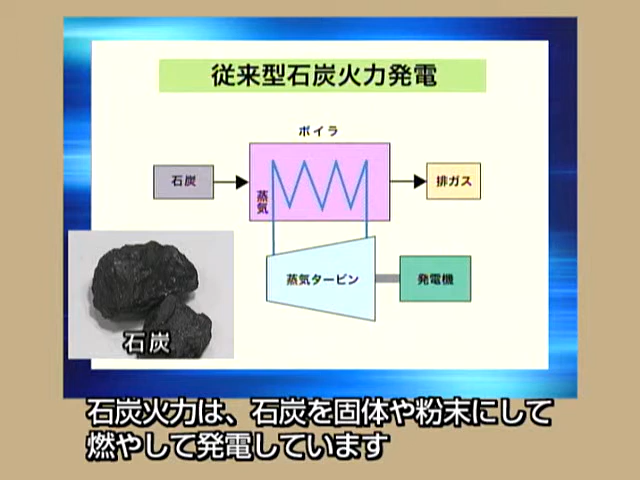 従来型石炭火力発電
ボイラ
石炭
蒸気
排ガス
蒸気タービン
発電機
石炭
石炭火力は、石炭を固体や粉末にして
燃やして発電しています